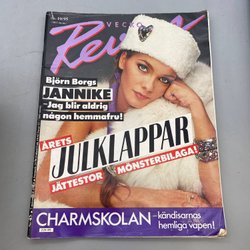 VECKO
Revyn
Björn Borgs
JANNIKE
-Jag blir aldrig
någon hemmafru!
ÅRETS
JULKLAPPAR
JÄTTESTOR
MÖNSTERBILAGA!
CHARMSKOLAN -kändisarnas
hemliga vapen!